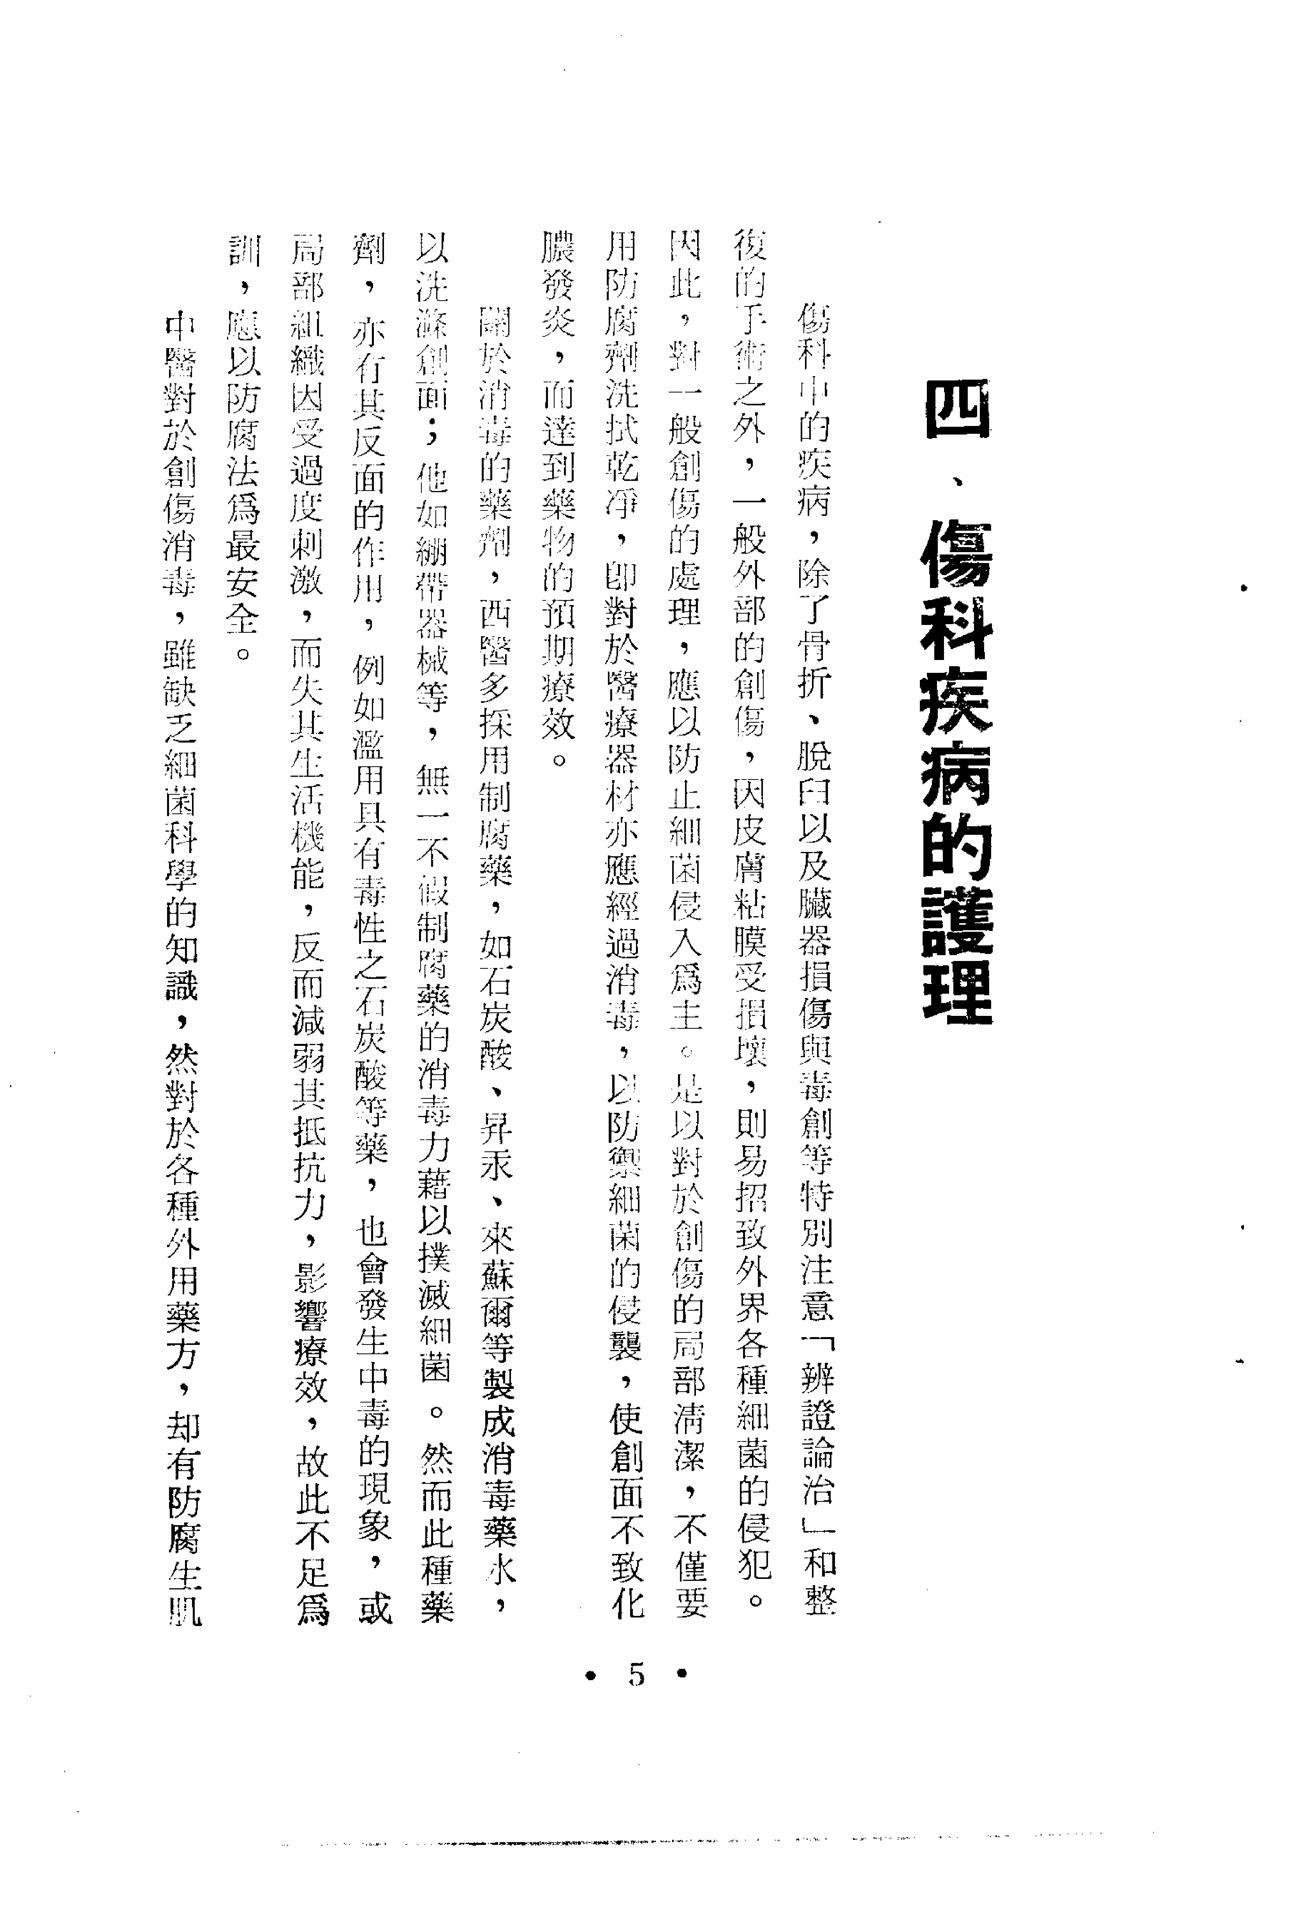 四、傷科疾病的護理
傷科中的疾病，除了骨折、脫臼以及臟器損傷與毒創等特別注意「辨證論治」和整
復的手術之外，一般外部的創傷，因皮膚粘膜受損壞，則易招致外界各種細菌的侵犯。
因此，對一般創傷的處理，應以防止細菌侵入爲主。是以對於創傷的局部淸潔，不僅要
用防腐劑洗拭乾凈，卽對於醫療器材亦應經過消毒，以防禦細菌的侵襲，使創面不致化
膿發炎，而達到藥物的預期療效。
關於消毒的藥劑，西醫多採用制腐藥，如石炭酸、昇汞、來蘇爾等製成消毒藥水，
以洗滌創面；他如綳帶器械等，無一不假制腐藥的消毒力藉以撲滅細菌。然而此種藥
劑，亦有其反面的作用，例如濫用具有毒性之石炭酸等藥，也會發生中毒的現象，或
局部組織因受過度刺激，而失其生活機能，反而減弱其抵抗力，影響療效，故此不足爲
訓，應以防腐法爲最安全。
中醫對於創傷消毒，雖缺乏細菌科學的知識，然對於各種外用藥方，却有防腐生肌
• 5 •